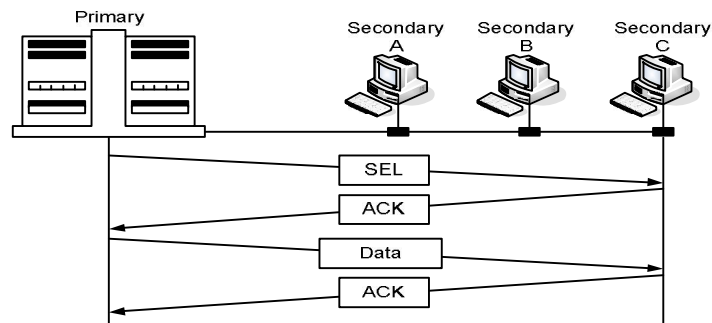 Primary
Secondary
A
Secondary
B
Secondary
C
SEL
ACK
Data
ACK